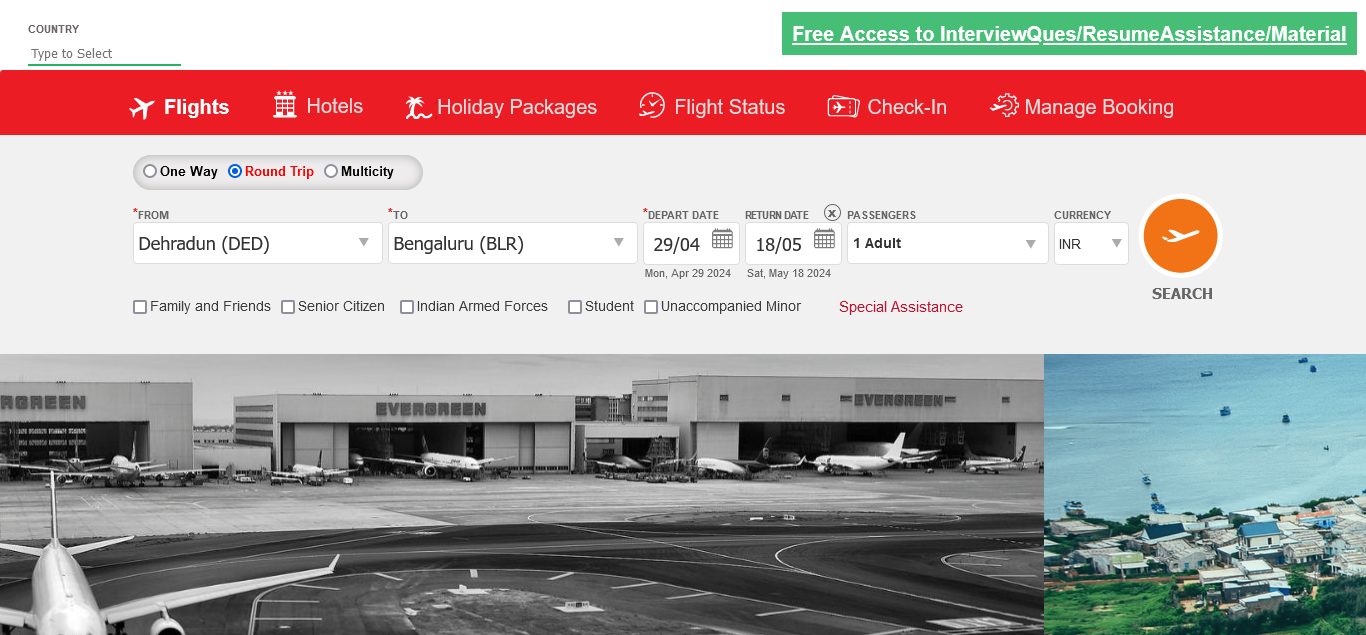 COUNTRY
Type to Select
Free Access to InterviewQues/ResumeAssistance/Material
Flights Hotels Holiday Packages Flight Status Check-In Manage Booking
One Way Round Trip Multicity
*FROM *TO *DEPART DATE RETURN DATE PASSENGERS CURRENCY
Dehradun (DED) Bengaluru (BLR) 29/04 18/05 1 Adult INR
Mon, Apr 29 2024 Sat, May 18 2024
SEARCH
Family and Friends Senior Citizen Indian Armed Forces Student Unaccompanied Minor Special Assistance
EVERGREEN EVERGREEN